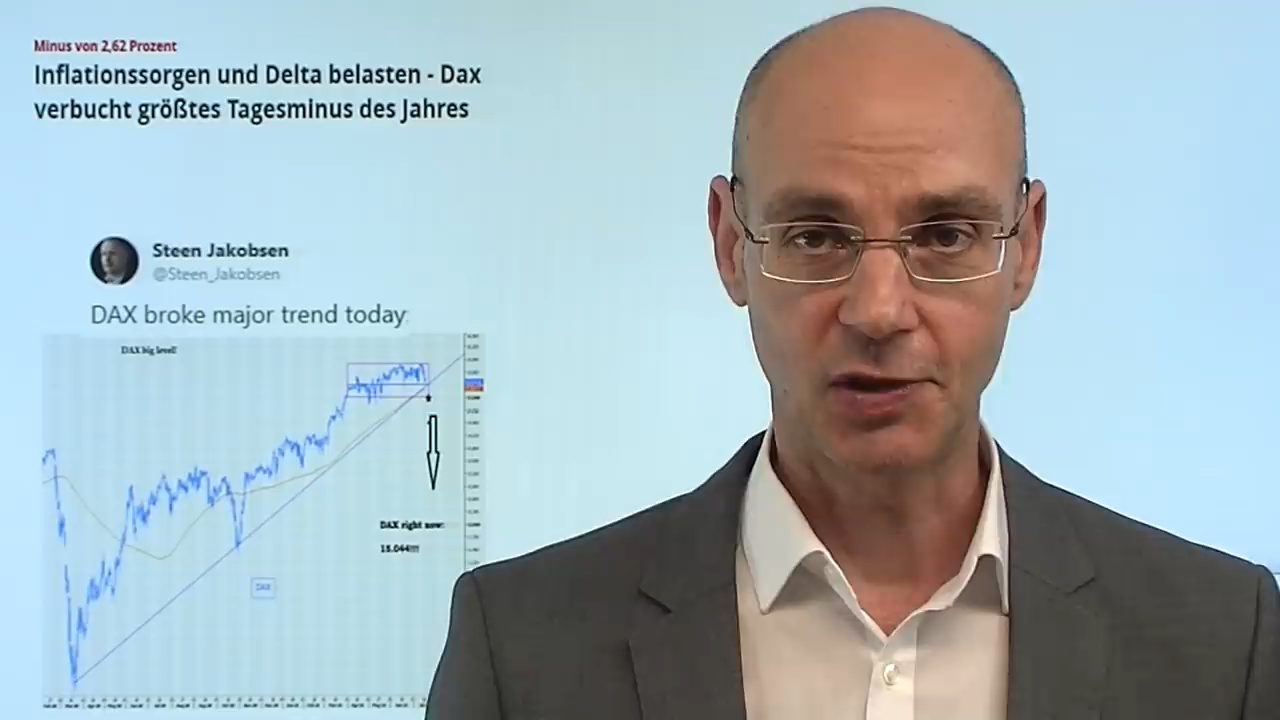 Minus von 2,62 Prozent
Inflationssorgen und Delta belasten - Dax
verbucht größtes Tagesminus des Jahres
Steen Jakobsen
@Steen_Jakobsen
DAX broke major trend today:
DAX big level!
DAX right now:
15.044!!!
DAX